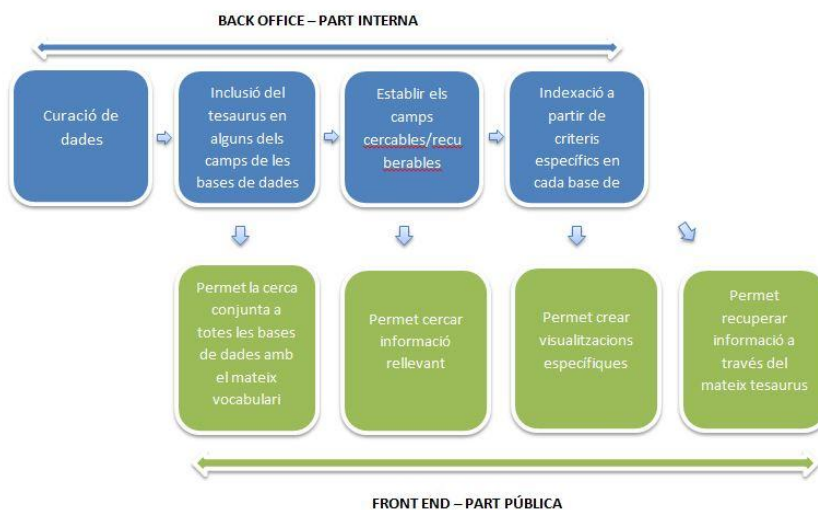 BACK OFFICE – PART INTERNA
Curació de
dades
Inclusió del
tesaurus en
alguns dels
camps de les
bases de dades
Establir els
camps
cercables/recu
berables
Indexació a
partir de
criteris
específics en
cada base de
Permet la cerca
conjunta a
totes les bases
de dades amb
el mateix
vocabulari
Permet cercar
informació
rellevant
Permet crear
visualitzacions
específiques
Permet
recuperar
informació a
través del
mateix tesaurus
FRONT END – PART PÚBLICA